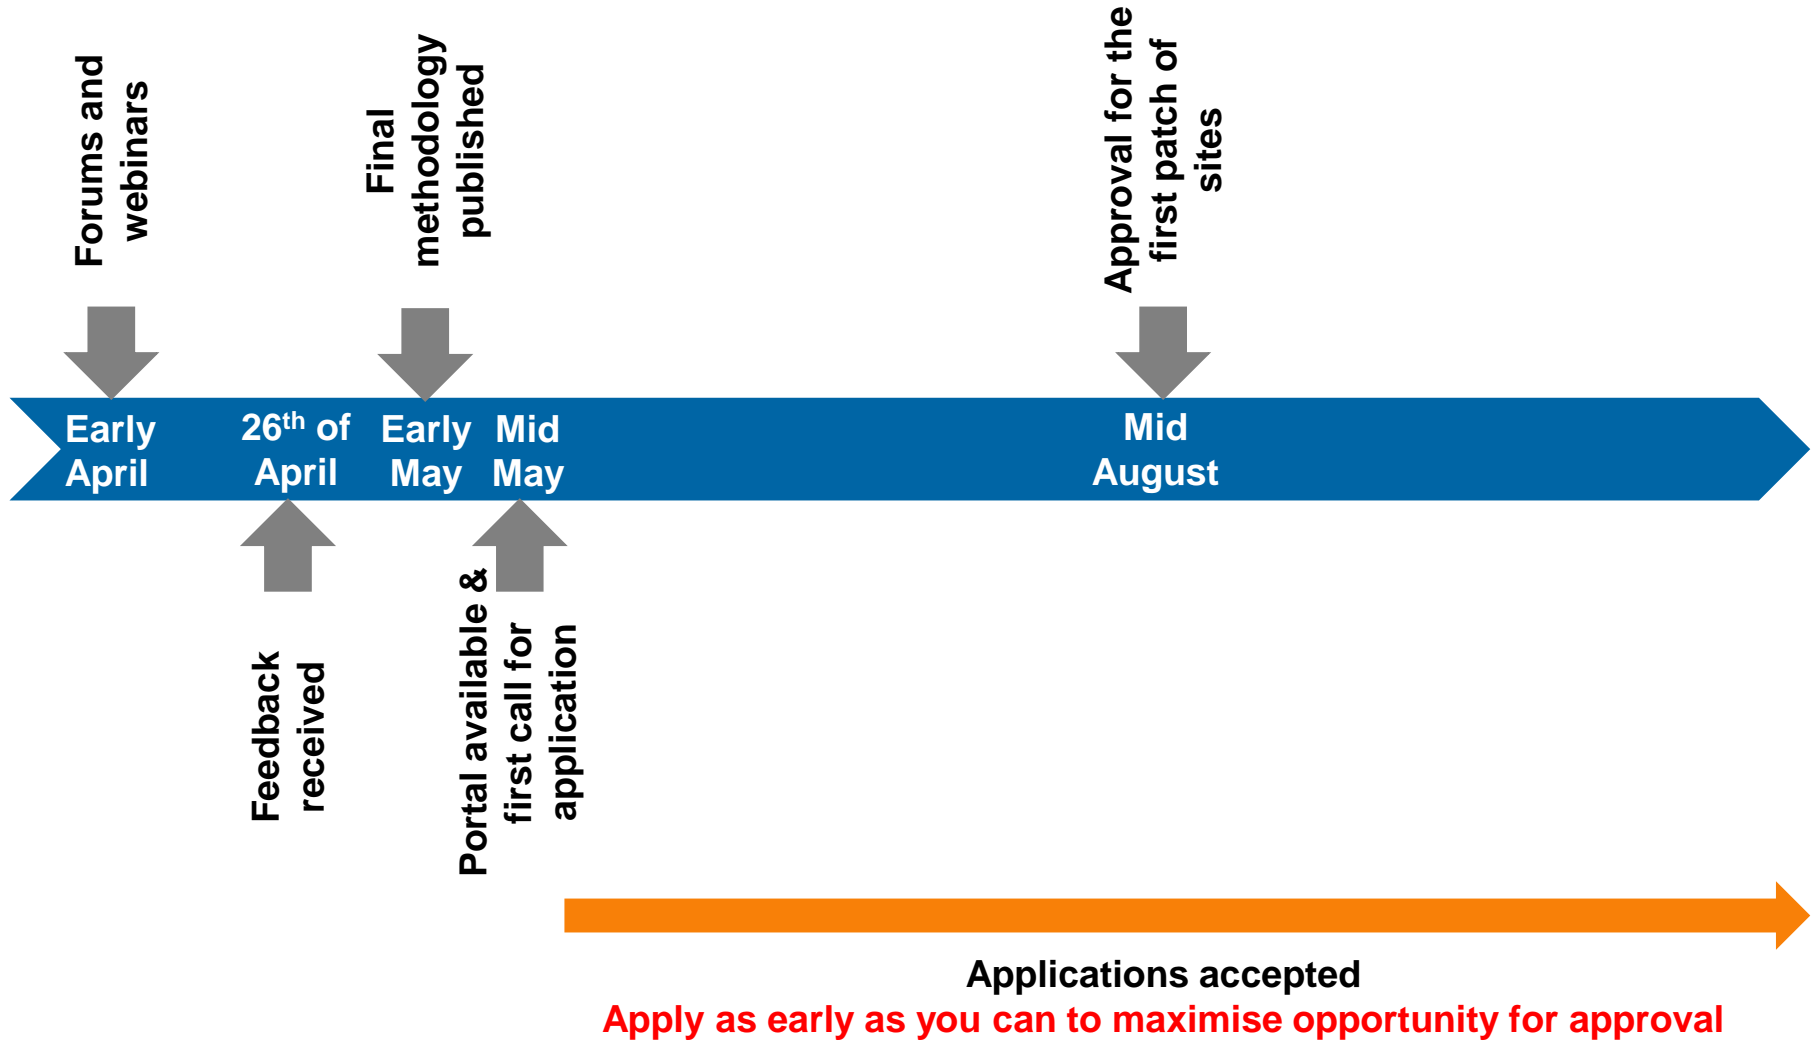 Forums and
webinars
Final
methodology
published
Approval for the
first patch of
sites
Early
April
26th of
April
Early
May
Mid
May
Mid
August
Feedback
received
Portal available &
first call for
application
Applications accepted
Apply as early as you can to maximise opportunity for approval